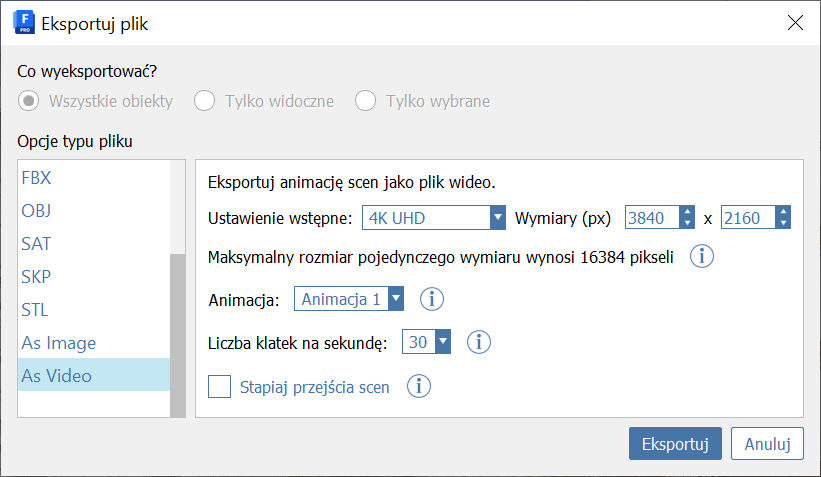 F
PRO
Eksportuj plik
Co wyeksportować?
Wszystkie obiekty Tylko widoczne Tylko wybrane
Opcje typu pliku
FBX
OBJ
SAT
SKP
STL
As Image
As Video
Eksportuj animację scen jako plik wideo.
Ustawienie wstępne: 4K UHD Wymiary (px) 3840 x 2160
Maksymalny rozmiar pojedynczego wymiaru wynosi 16384 pikseli i
Animacja: Animacja 1 i
Liczba klatek na sekundę: 30 i
Stapiaj przejścia scen i
Eksportuj Anuluj